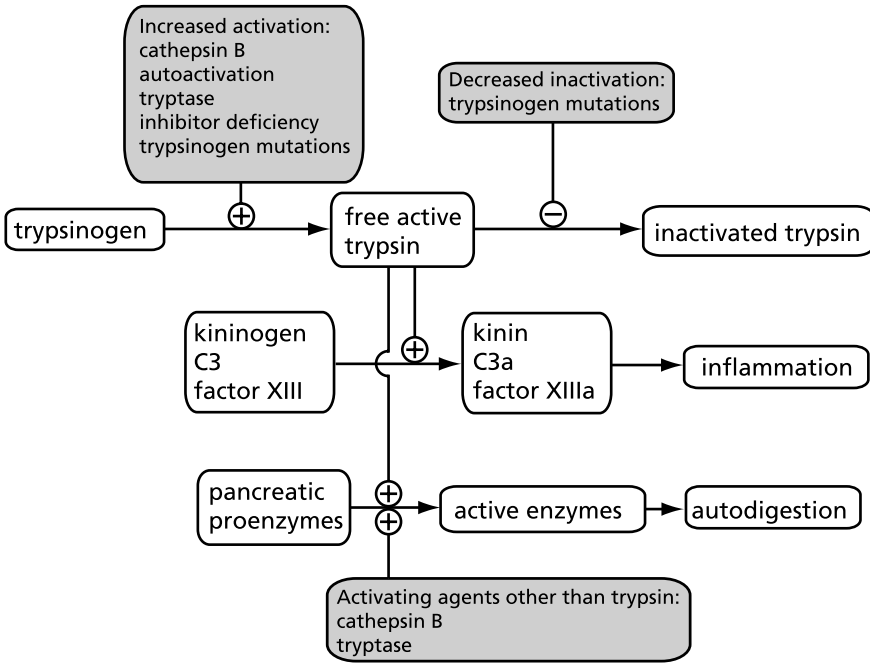 Increased activation:
cathepsin B
autoactivation
tryptase
inhibitor deficiency
trypsinogen mutations
Decreased inactivation:
trypsinogen mutations
+
−
trypsinogen
free active
trypsin
inactivated trypsin
kininogen
C3
factor XIII
+
kinin
C3a
factor XIIIa
inflammation
pancreatic
proenzymes
+
+
active enzymes
autodigestion
Activating agents other than trypsin:
cathepsin B
tryptase